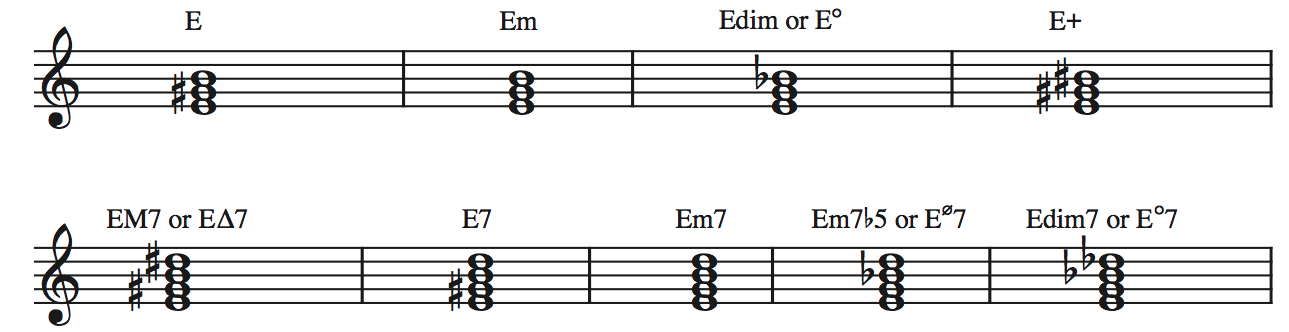 E Em Edim or E° E+
EM7 or EΔ7 E7 Em7 Em7♭5 or Eø7 Edim7 or E°7